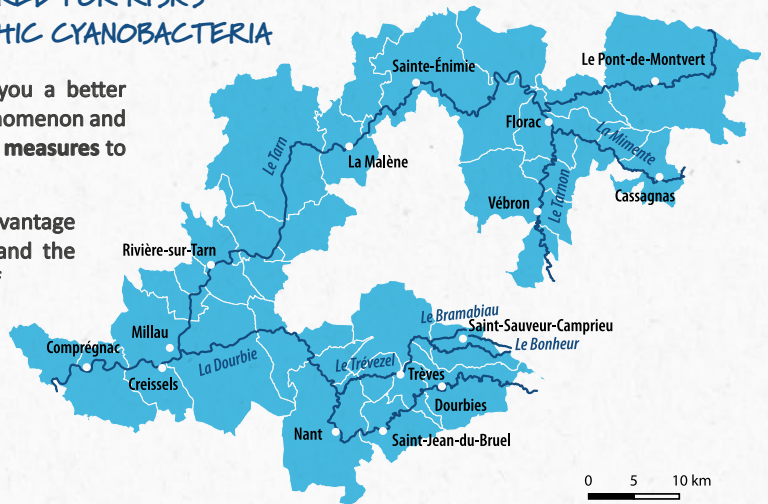 HIC CYANOBACTERIA
you a better
nomenon and
measures to
vantage
and the
Sainte-Énimie
Le Pont-de-Montvert
Florac
La Mimente
Le Tarn
La Malène
Cassagnas
Le Tarnon
Vébron
Rivière-sur-Tarn
Le Bramabiau
Saint-Sauveur-Camprieu
Millau
Le Bonheur
Comprégnac
La Dourbie
Le Trévezel
Trèves
Creissels
Dourbies
Nant
Saint-Jean-du-Bruel
0 5 10 km